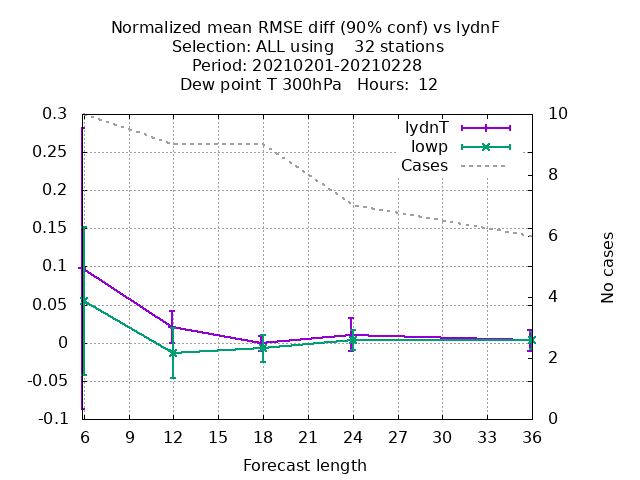 Normalized mean RMSE diff (90% conf) vs lydnF
Selection: ALL using    32 stations
Period: 20210201-20210228
Dew point T 300hPa   Hours:  12
lydnT
lowp
Cases
0.3
0.25
0.2
0.15
0.1
0.05
0
-0.05
-0.1
10
8
6
4
2
0
No cases
6 9 12 15 18 21 24 27 30 33 36
Forecast length